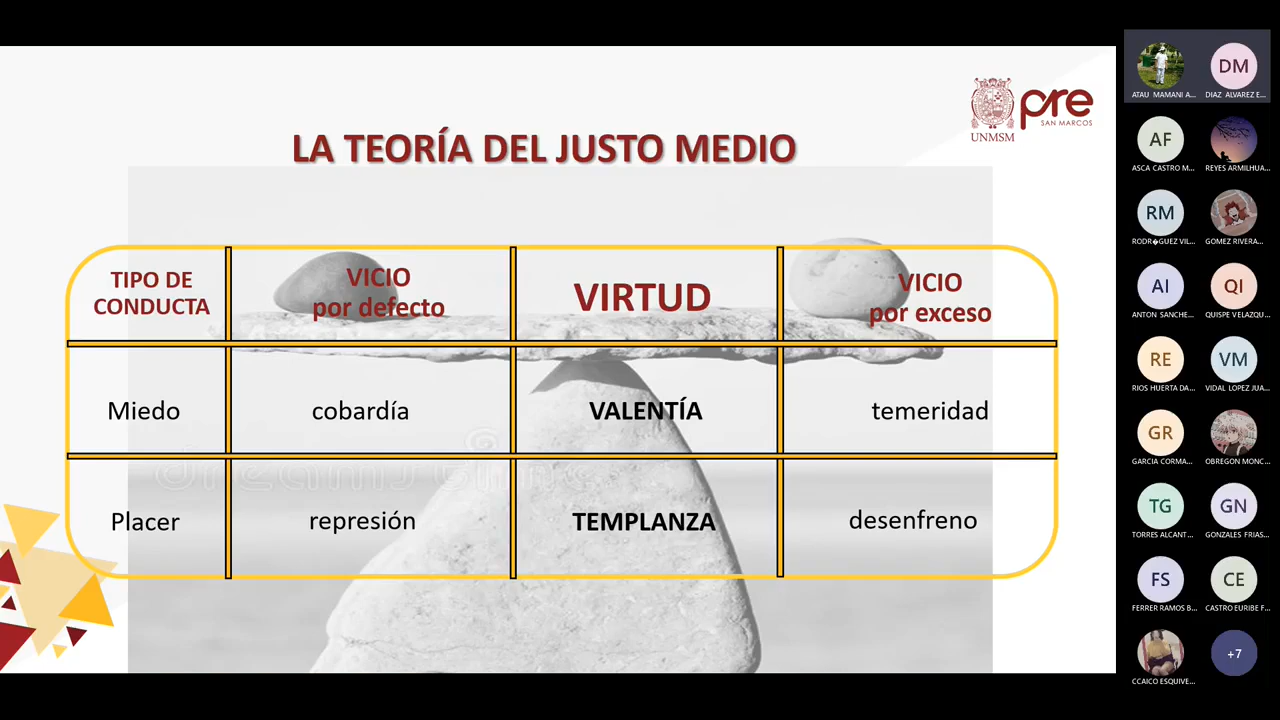 LA TEORÍA DEL JUSTO MEDIO
pre
SAN MARCOS
UNMSM
TIPO DE
CONDUCTA
VICIO
por defecto
VIRTUD
VICIO
por exceso
Miedo
cobardía
VALENTÍA
temeridad
Placer
represión
TEMPLANZA
desenfreno
dreamstime
DM
ATAU MAMANI A...
DIAZ ALVAREZ E...
AF
ASCA CASTRO M...
REYES ARMILHUA...
RM
RODR�GUEZ VIL...
GOMEZ RIVERA...
AI
QI
ANTON SANCHE...
QUISPE VELAZQU...
RE
VM
RIOS HUERTA DA...
VIDAL LOPEZ JUA...
GR
GARCIA CORMA...
OBREGON MONC...
TG
GN
TORRES ALCANT...
GONZALES FRIAS...
FS
CE
FERRER RAMOS B...
CASTRO EURIBE F...
+7
CCAICO ESQUIVE...